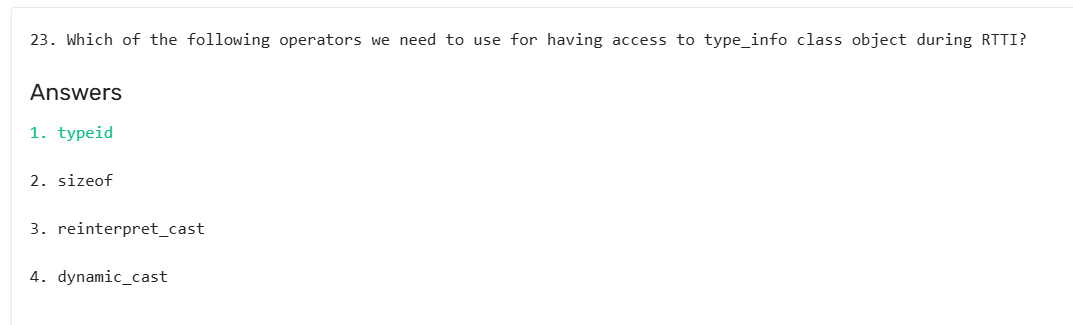 23. Which of the following operators we need to use for having access to type_info class object during RTTI?
Answers
1. typeid
2. sizeof
3. reinterpret_cast
4. dynamic_cast